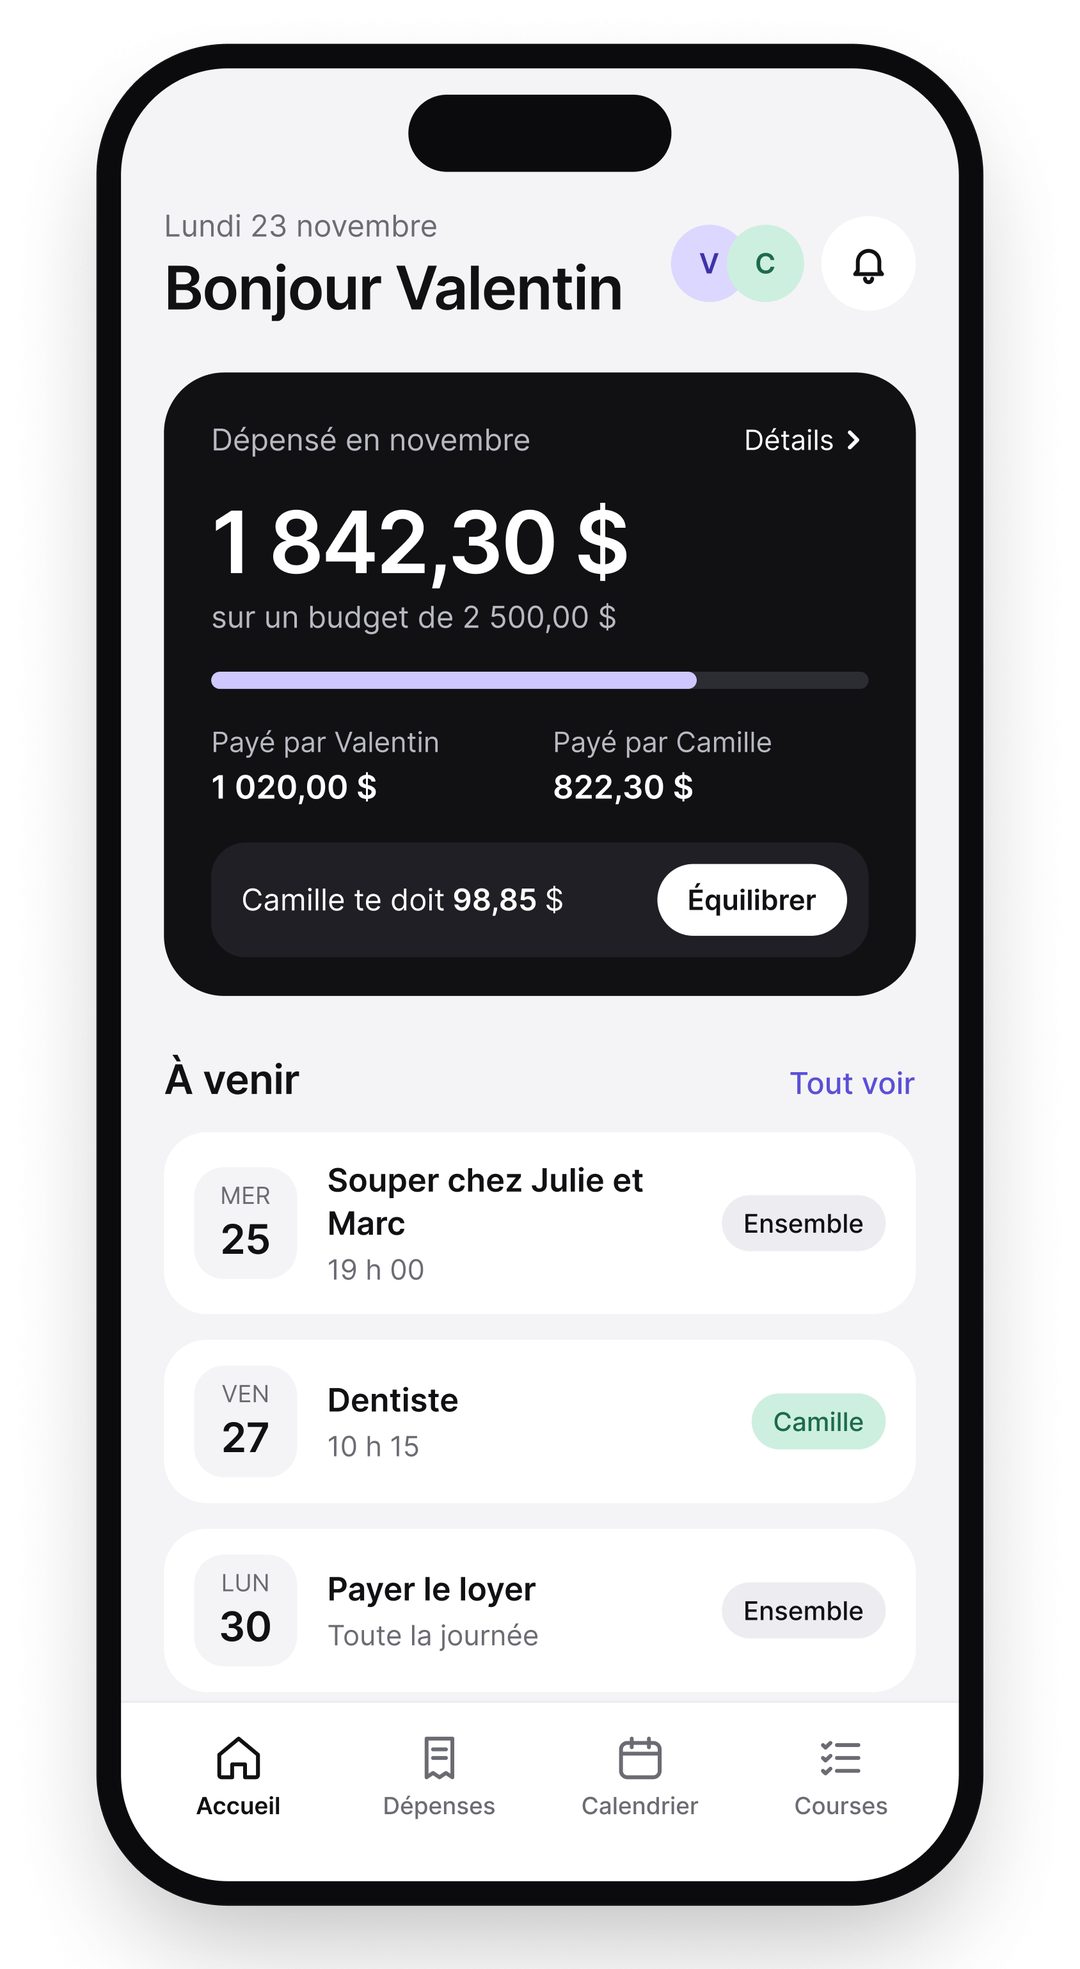 Lundi 23 novembre
Bonjour Valentin
V
C
Dépensé en novembre
Détails
1 842,30 $
sur un budget de 2 500,00 $
Payé par Valentin
Payé par Camille
1 020,00 $
822,30 $
Camille te doit 98,85 $
Équilibrer
À venir
Tout voir
MER
25
Souper chez Julie et
Marc
19 h 00
Ensemble
VEN
27
Dentiste
10 h 15
Camille
LUN
30
Payer le loyer
Toute la journée
Ensemble
Accueil
Dépenses
Calendrier
Courses